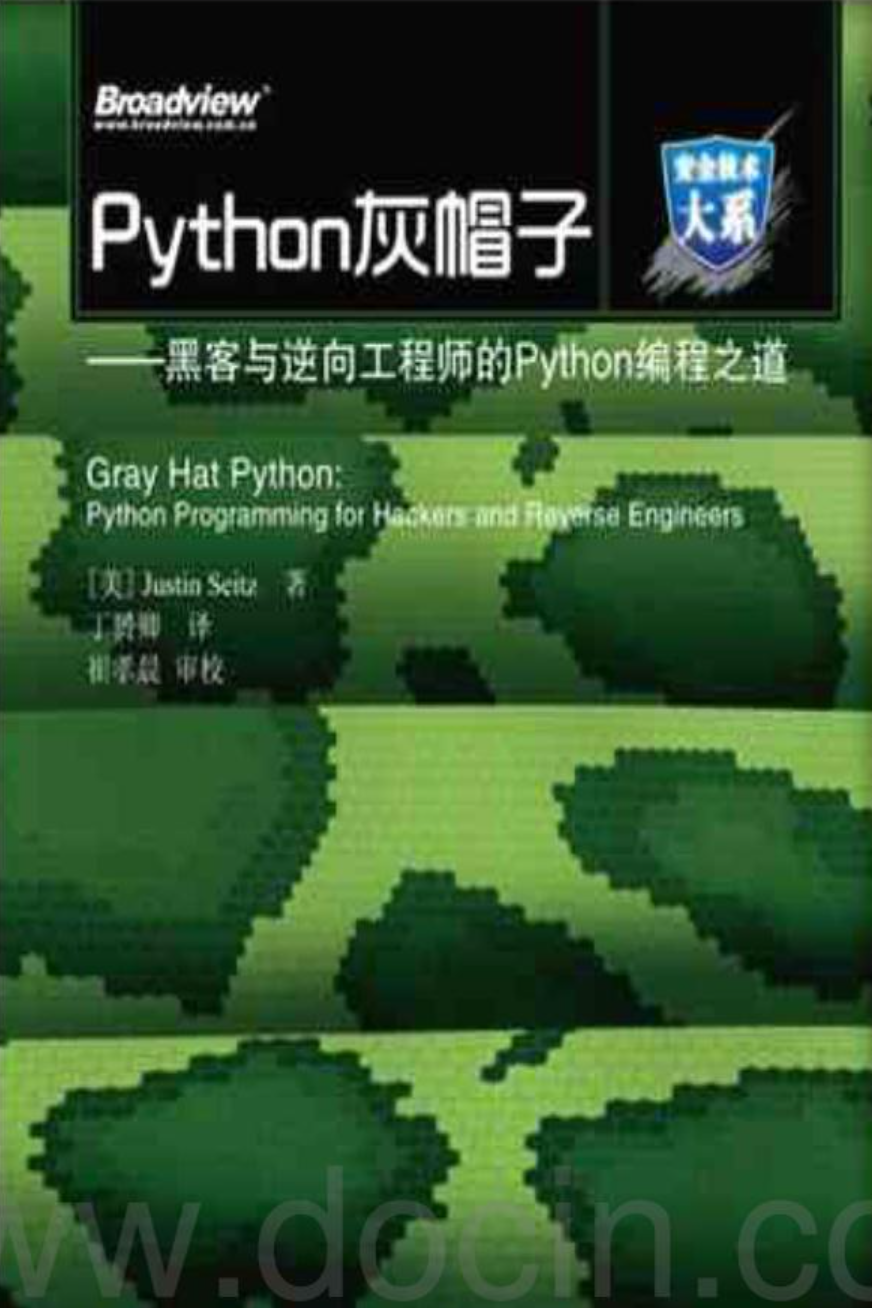 Broadview
www.broadview.com.cn
安全技术
大系
Python灰帽子
——黑客与逆向工程师的Python编程之道
Gray Hat Python:
Python Programming for Hackers and Reverse Engineers
[美] Justin Seitz 著
丁赟卿 译
崔孝晨 审校
ww.docin.co